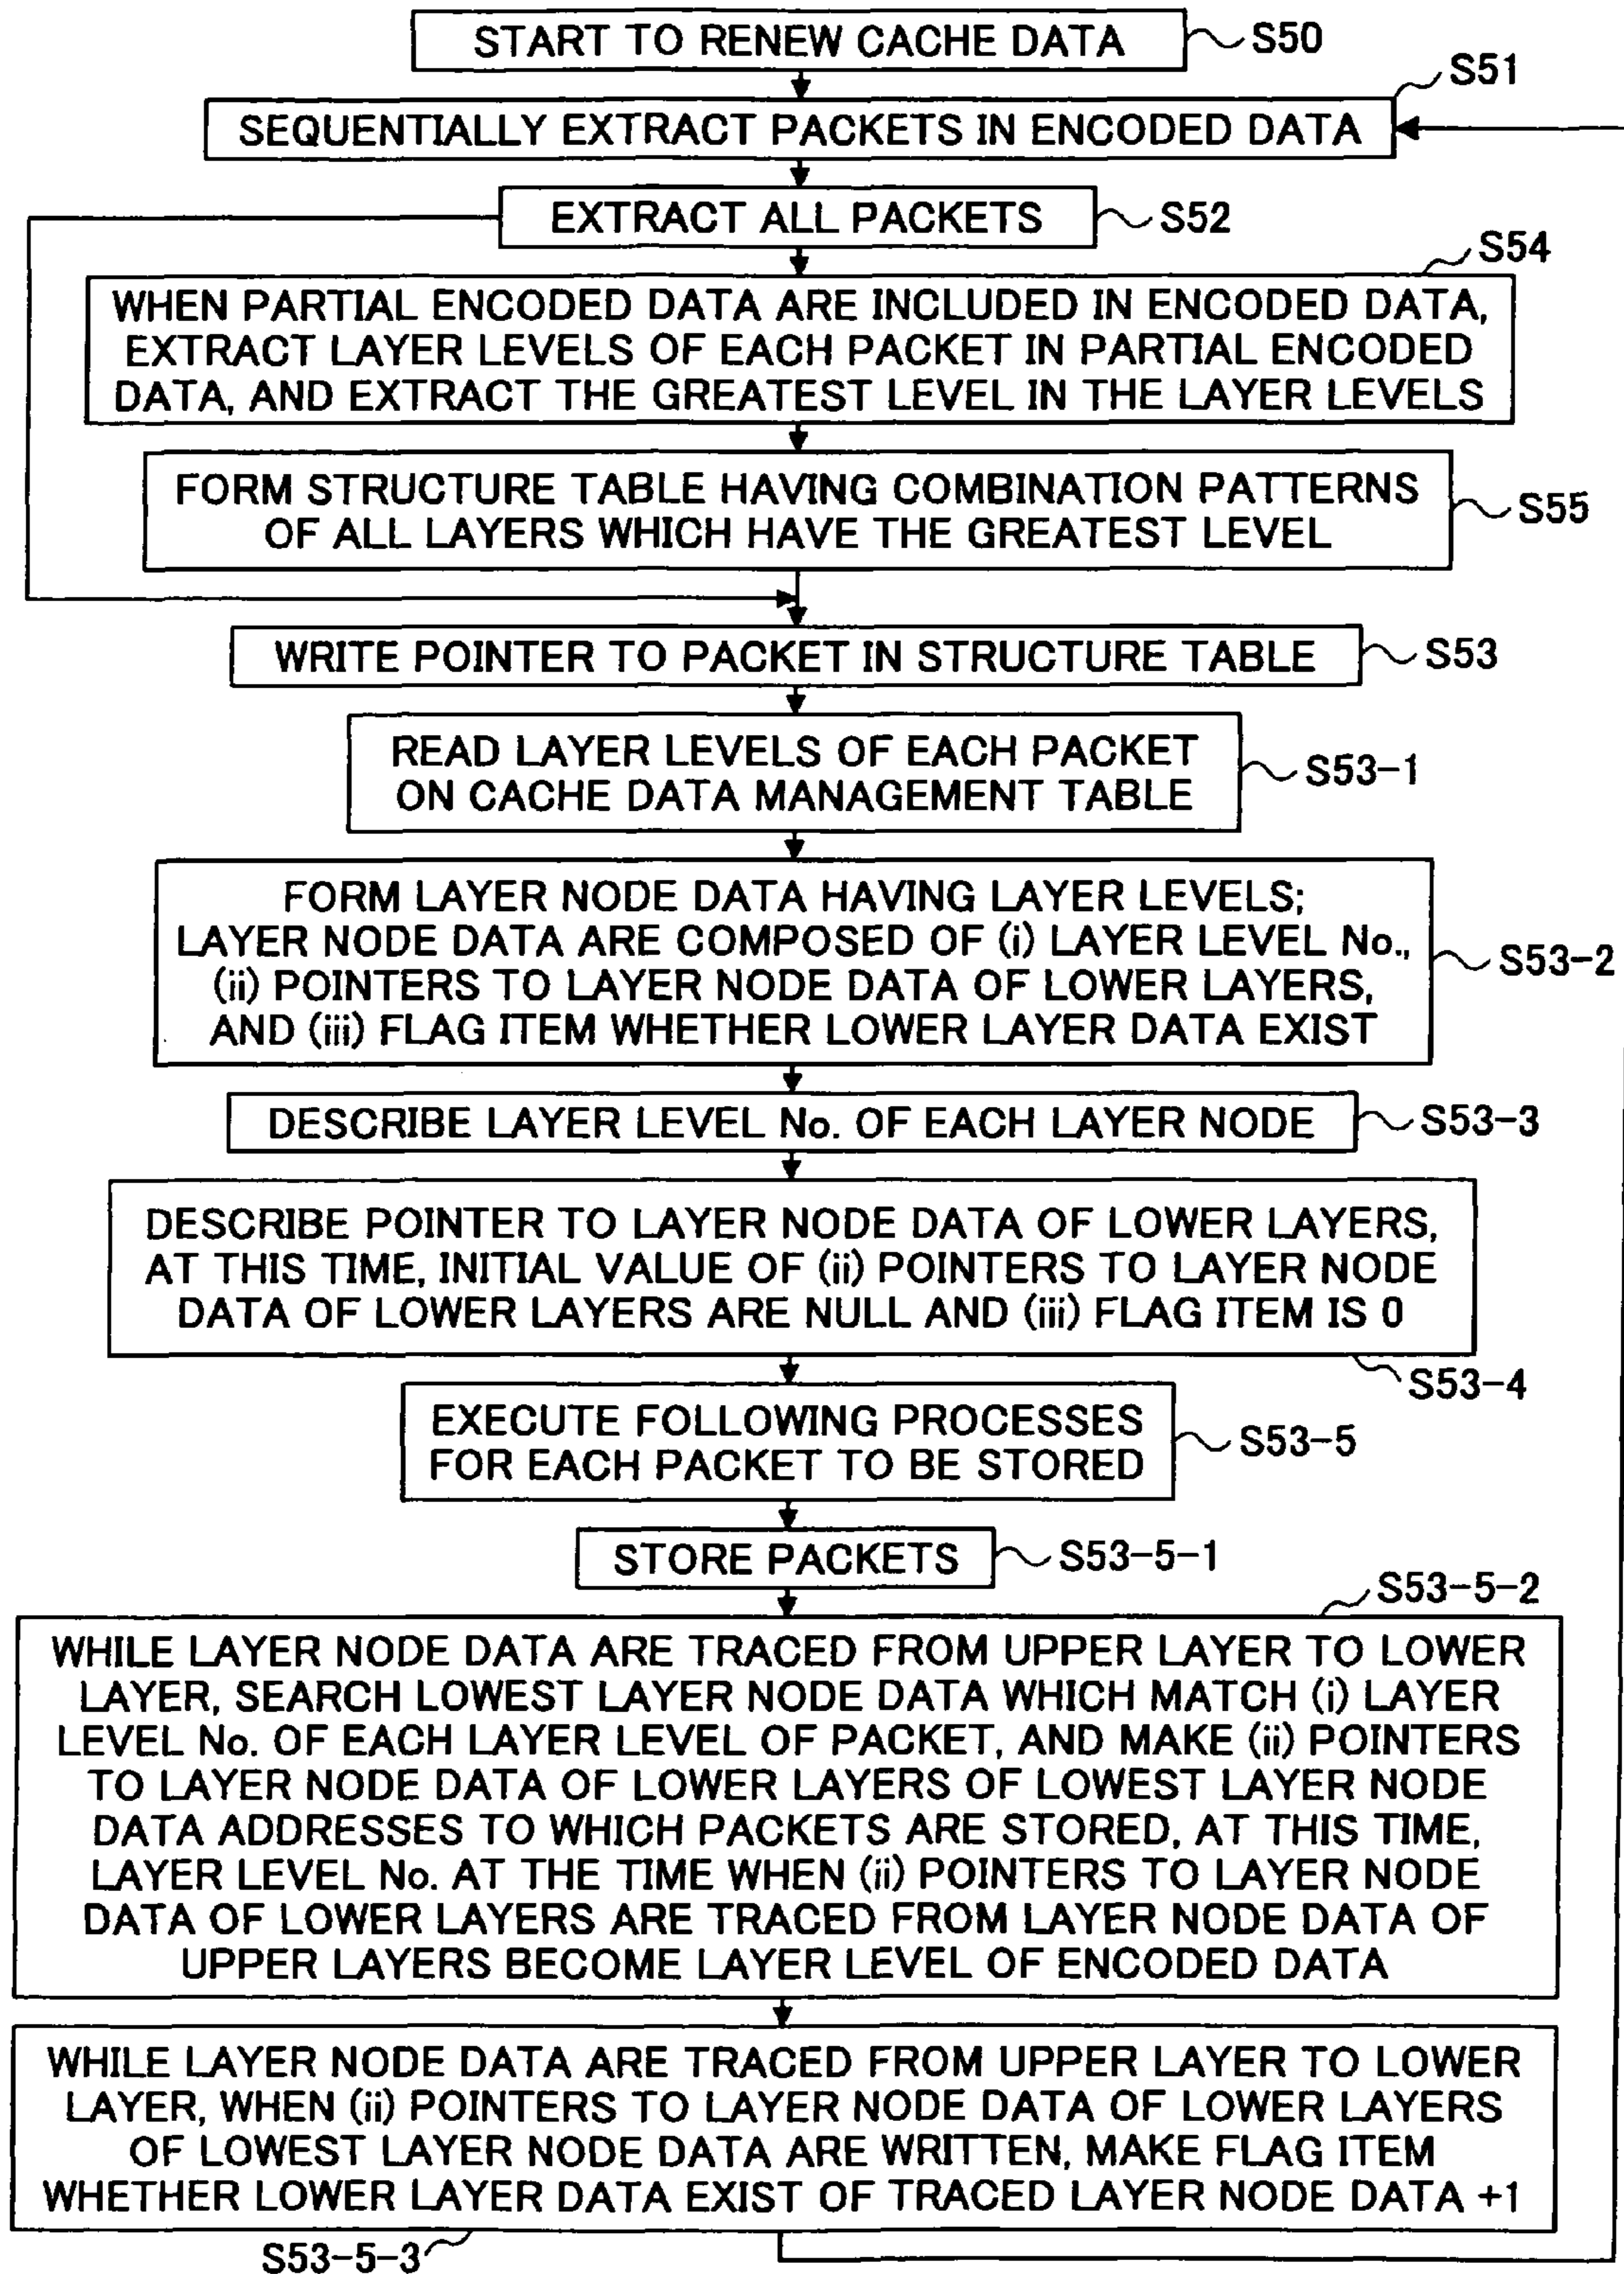 START TO RENEW CACHE DATA
S50
S51
SEQUENTIALLY EXTRACT PACKETS IN ENCODED DATA
EXTRACT ALL PACKETS
S52
S54
WHEN PARTIAL ENCODED DATA ARE INCLUDED IN ENCODED DATA,
EXTRACT LAYER LEVELS OF EACH PACKET IN PARTIAL ENCODED
DATA, AND EXTRACT THE GREATEST LEVEL IN THE LAYER LEVELS
FORM STRUCTURE TABLE HAVING COMBINATION PATTERNS
OF ALL LAYERS WHICH HAVE THE GREATEST LEVEL
S55
WRITE POINTER TO PACKET IN STRUCTURE TABLE
S53
READ LAYER LEVELS OF EACH PACKET
ON CACHE DATA MANAGEMENT TABLE
S53-1
FORM LAYER NODE DATA HAVING LAYER LEVELS;
LAYER NODE DATA ARE COMPOSED OF (i) LAYER LEVEL No.,
(ii) POINTERS TO LAYER NODE DATA OF LOWER LAYERS,
AND (iii) FLAG ITEM WHETHER LOWER LAYER DATA EXIST
S53-2
DESCRIBE LAYER LEVEL No. OF EACH LAYER NODE
S53-3
DESCRIBE POINTER TO LAYER NODE DATA OF LOWER LAYERS,
AT THIS TIME, INITIAL VALUE OF (ii) POINTERS TO LAYER NODE
DATA OF LOWER LAYERS ARE NULL AND (iii) FLAG ITEM IS 0
S53-4
EXECUTE FOLLOWING PROCESSES
FOR EACH PACKET TO BE STORED
S53-5
STORE PACKETS
S53-5-1
S53-5-2
WHILE LAYER NODE DATA ARE TRACED FROM UPPER LAYER TO LOWER
LAYER, SEARCH LOWEST LAYER NODE DATA WHICH MATCH (i) LAYER
LEVEL No. OF EACH LAYER LEVEL OF PACKET, AND MAKE (ii) POINTERS
TO LAYER NODE DATA OF LOWER LAYERS OF LOWEST LAYER NODE
DATA ADDRESSES TO WHICH PACKETS ARE STORED, AT THIS TIME,
LAYER LEVEL No. AT THE TIME WHEN (ii) POINTERS TO LAYER NODE
DATA OF LOWER LAYERS ARE TRACED FROM LAYER NODE DATA OF
UPPER LAYERS BECOME LAYER LEVEL OF ENCODED DATA
WHILE LAYER NODE DATA ARE TRACED FROM UPPER LAYER TO LOWER
LAYER, WHEN (ii) POINTERS TO LAYER NODE DATA OF LOWER LAYERS
OF LOWEST LAYER NODE DATA ARE WRITTEN, MAKE FLAG ITEM
WHETHER LOWER LAYER DATA EXIST OF TRACED LAYER NODE DATA +1
S53-5-3